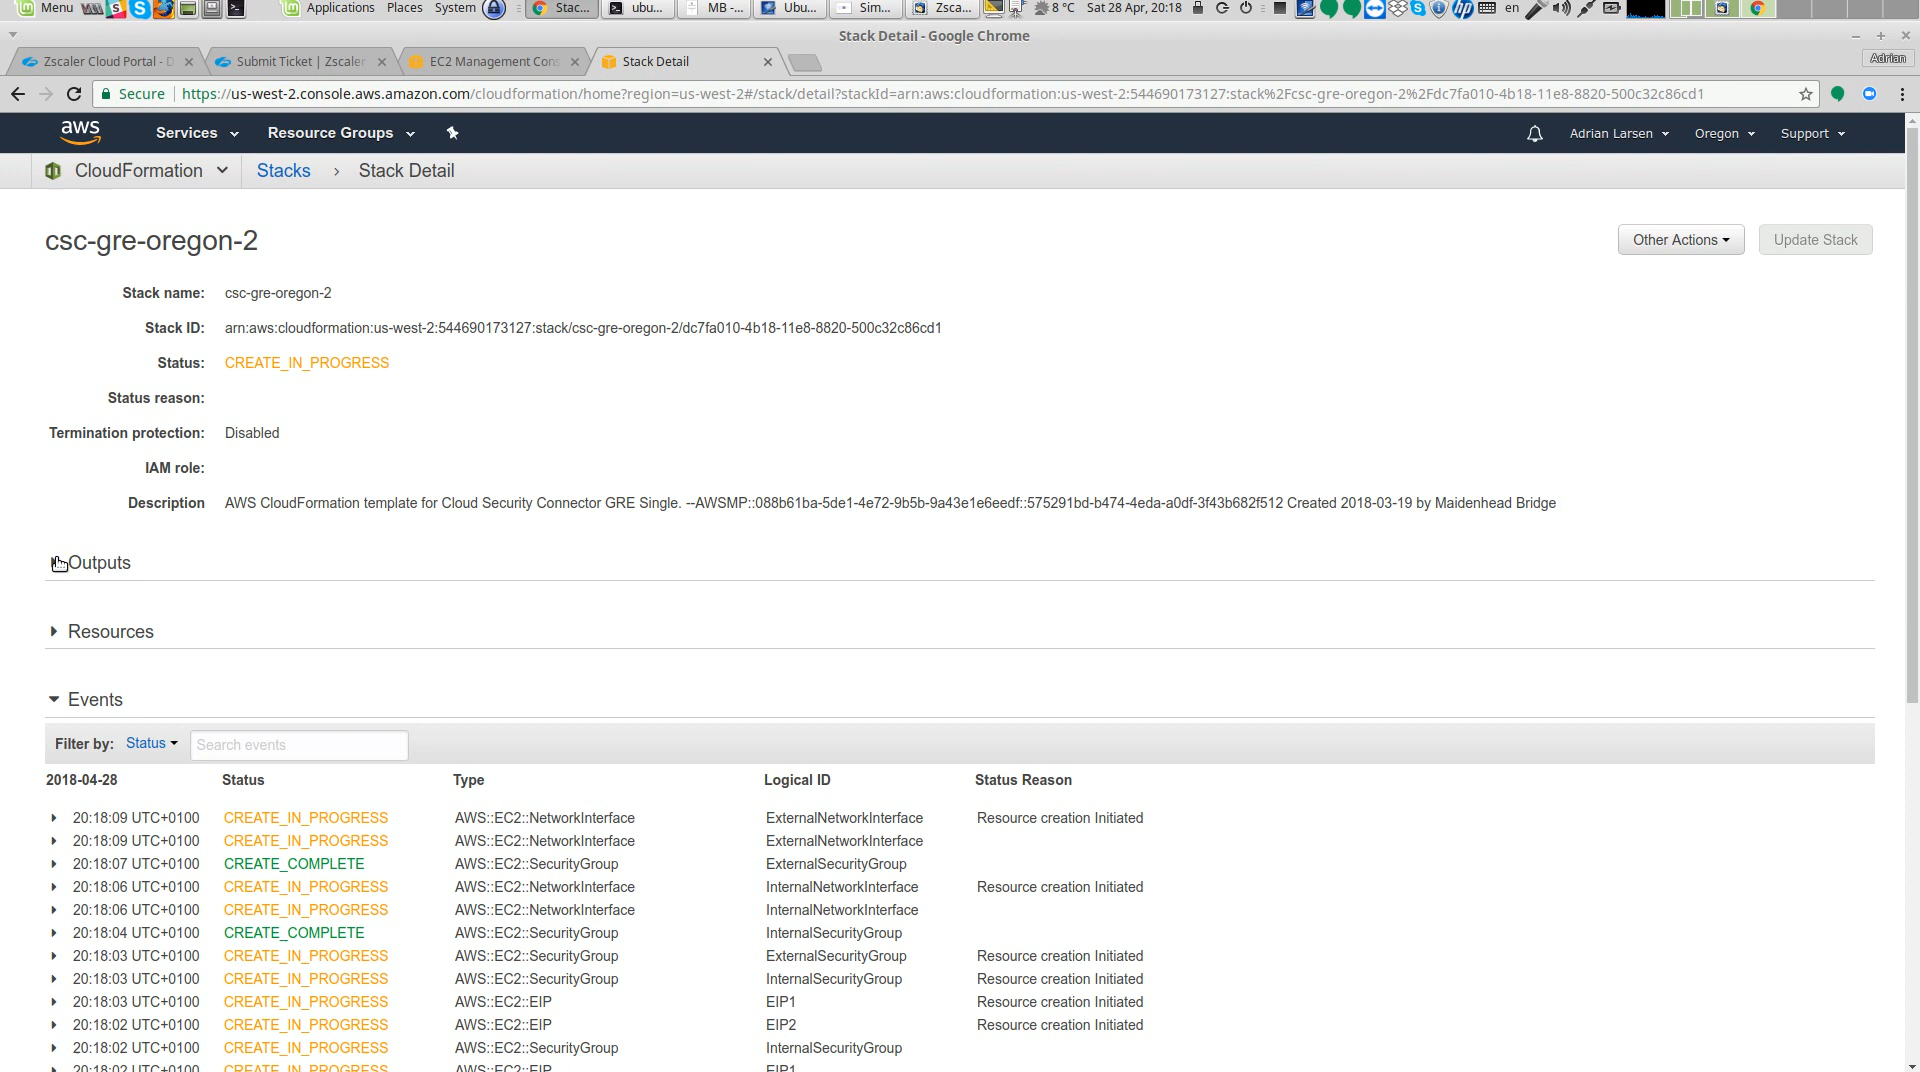 Menu Applications Places System Stac... ubu... MB -... Ubu... Sim... Zsca... 8 °C Sat 28 Apr, 20:18 en
Stack Detail - Google Chrome
Zscaler Cloud Portal - D Submit Ticket | Zscaler EC2 Management Cons Stack Detail Adrian
Secure https://us-west-2.console.aws.amazon.com/cloudformation/home?region=us-west-2#/stack/detail?stackId=arn:aws:cloudformation:us-west-2:544690173127:stack%2Fcsc-gre-oregon-2%2Fdc7fa010-4b18-11e8-8820-500c32c86cd1
aws Services Resource Groups Adrian Larsen Oregon Support
CloudFormation Stacks Stack Detail
csc-gre-oregon-2 Other Actions Update Stack
Stack name: csc-gre-oregon-2
Stack ID: arn:aws:cloudformation:us-west-2:544690173127:stack/csc-gre-oregon-2/dc7fa010-4b18-11e8-8820-500c32c86cd1
Status: CREATE_IN_PROGRESS
Status reason:
Termination protection: Disabled
IAM role:
Description AWS CloudFormation template for Cloud Security Connector GRE Single. --AWSMP::088b61ba-5de1-4e72-9b5b-9a43e1e6eedf::575291bd-b474-4eda-a0df-3f43b682f512 Created 2018-03-19 by Maidenhead Bridge
Outputs
Resources
Events
Filter by: Status Search events
2018-04-28 Status Type Logical ID Status Reason
20:18:09 UTC+0100 CREATE_IN_PROGRESS AWS::EC2::NetworkInterface ExternalNetworkInterface Resource creation Initiated
20:18:09 UTC+0100 CREATE_IN_PROGRESS AWS::EC2::NetworkInterface ExternalNetworkInterface
20:18:07 UTC+0100 CREATE_COMPLETE AWS::EC2::SecurityGroup ExternalSecurityGroup
20:18:06 UTC+0100 CREATE_IN_PROGRESS AWS::EC2::NetworkInterface InternalNetworkInterface Resource creation Initiated
20:18:06 UTC+0100 CREATE_IN_PROGRESS AWS::EC2::NetworkInterface InternalNetworkInterface
20:18:04 UTC+0100 CREATE_COMPLETE AWS::EC2::SecurityGroup InternalSecurityGroup
20:18:03 UTC+0100 CREATE_IN_PROGRESS AWS::EC2::SecurityGroup ExternalSecurityGroup Resource creation Initiated
20:18:03 UTC+0100 CREATE_IN_PROGRESS AWS::EC2::SecurityGroup InternalSecurityGroup Resource creation Initiated
20:18:03 UTC+0100 CREATE_IN_PROGRESS AWS::EC2::EIP EIP1 Resource creation Initiated
20:18:02 UTC+0100 CREATE_IN_PROGRESS AWS::EC2::EIP EIP2 Resource creation Initiated
20:18:02 UTC+0100 CREATE_IN_PROGRESS AWS::EC2::SecurityGroup InternalSecurityGroup
20:18:02 UTC+0100 CREATE_IN_PROGRESS AWS::EC2::EIP EIP1